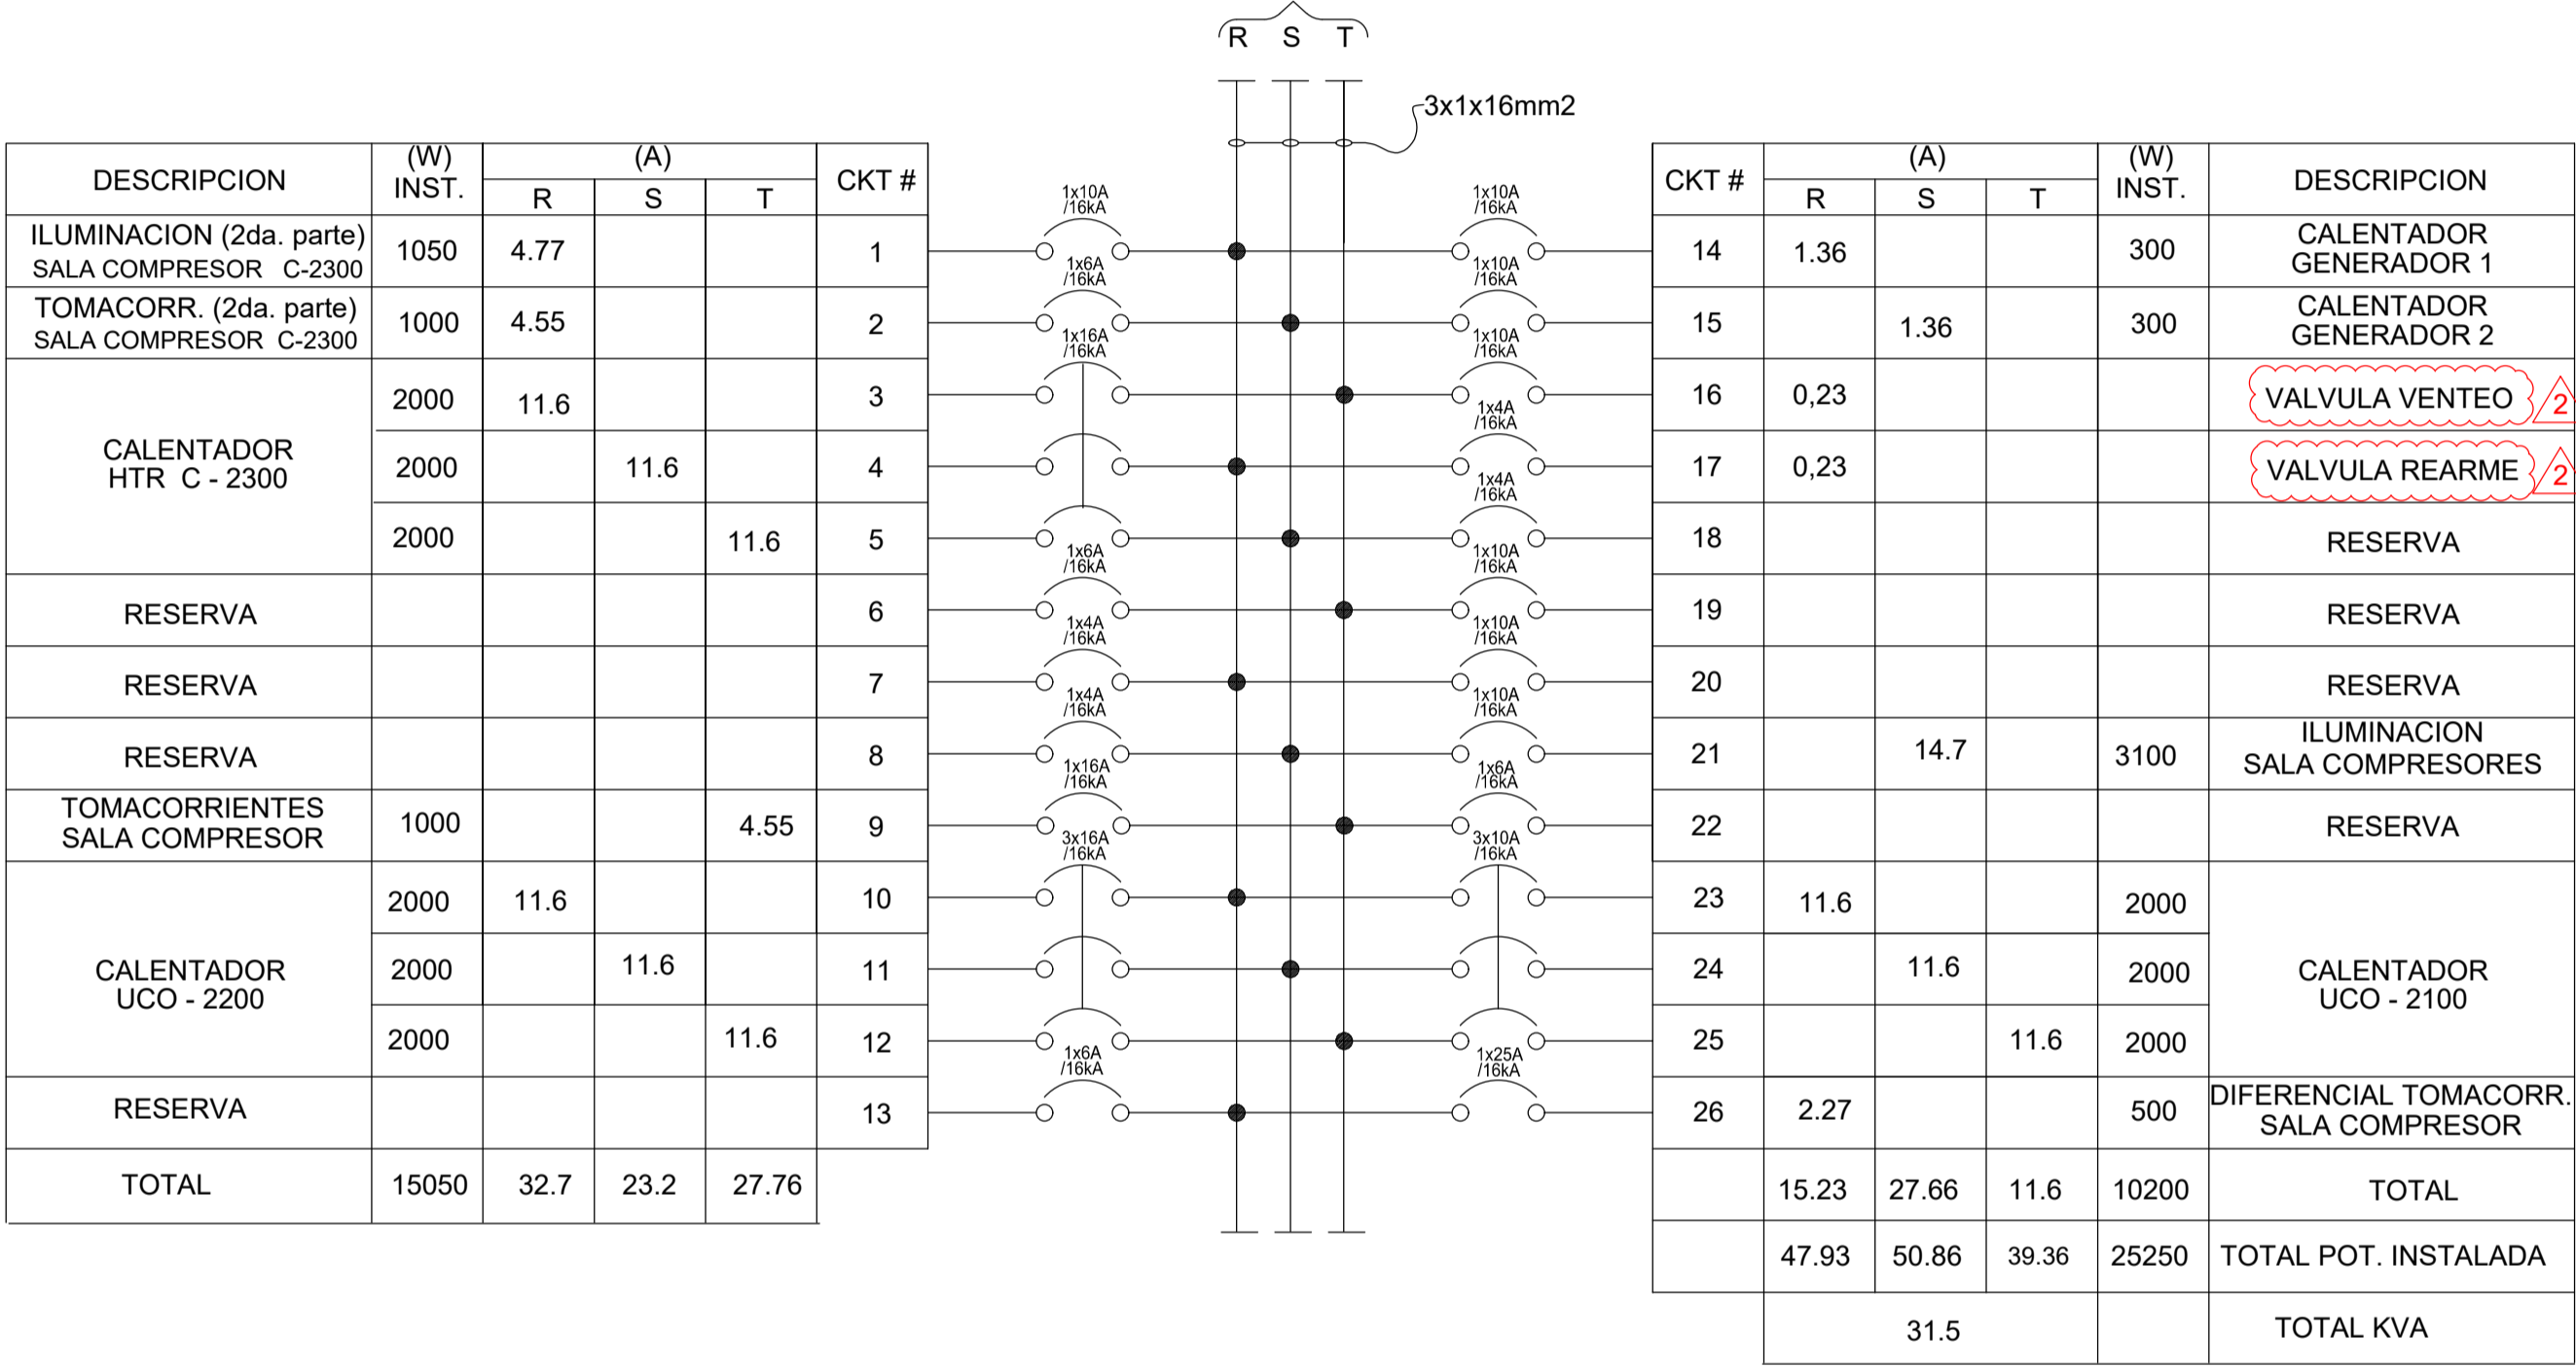 R S T
3x1x16mm2
DESCRIPCION (W) INST. (A) R S T CKT #
ILUMINACION (2da. parte)
SALA COMPRESOR C-2300
1050 4.77 1
TOMACORR. (2da. parte)
SALA COMPRESOR C-2300
1000 4.55 2
CALENTADOR
HTR C - 2300
2000 11.6 3
2000 11.6 4
2000 11.6 5
RESERVA 6
RESERVA 7
RESERVA 8
TOMACORRIENTES
SALA COMPRESOR
1000 4.55 9
CALENTADOR
UCO - 2200
2000 11.6 10
2000 11.6 11
2000 11.6 12
RESERVA 13
TOTAL 15050 32.7 23.2 27.76
1x10A
/16kA
1x6A
/16kA
1x16A
/16kA
1x6A
/16kA
1x4A
/16kA
1x4A
/16kA
1x16A
/16kA
3x16A
/16kA
1x6A
/16kA
1x10A
/16kA
1x10A
/16kA
1x10A
/16kA
1x4A
/16kA
1x4A
/16kA
1x10A
/16kA
1x10A
/16kA
1x10A
/16kA
1x6A
/16kA
3x10A
/16kA
1x25A
/16kA
CKT # (A) R S T (W) INST. DESCRIPCION
14 1.36 300
CALENTADOR
GENERADOR 1
15 1.36 300
CALENTADOR
GENERADOR 2
16 0,23 VALVULA VENTEO 2
17 0,23 VALVULA REARME 2
18 RESERVA
19 RESERVA
20 RESERVA
21 14.7 3100
ILUMINACION
SALA COMPRESORES
22 RESERVA
23 11.6 2000
24 11.6 2000
25 11.6 2000
CALENTADOR
UCO - 2100
26 2.27 500
DIFERENCIAL TOMACORR.
SALA COMPRESOR
15.23 27.66 11.6 10200 TOTAL
47.93 50.86 39.36 25250 TOTAL POT. INSTALADA
31.5 TOTAL KVA